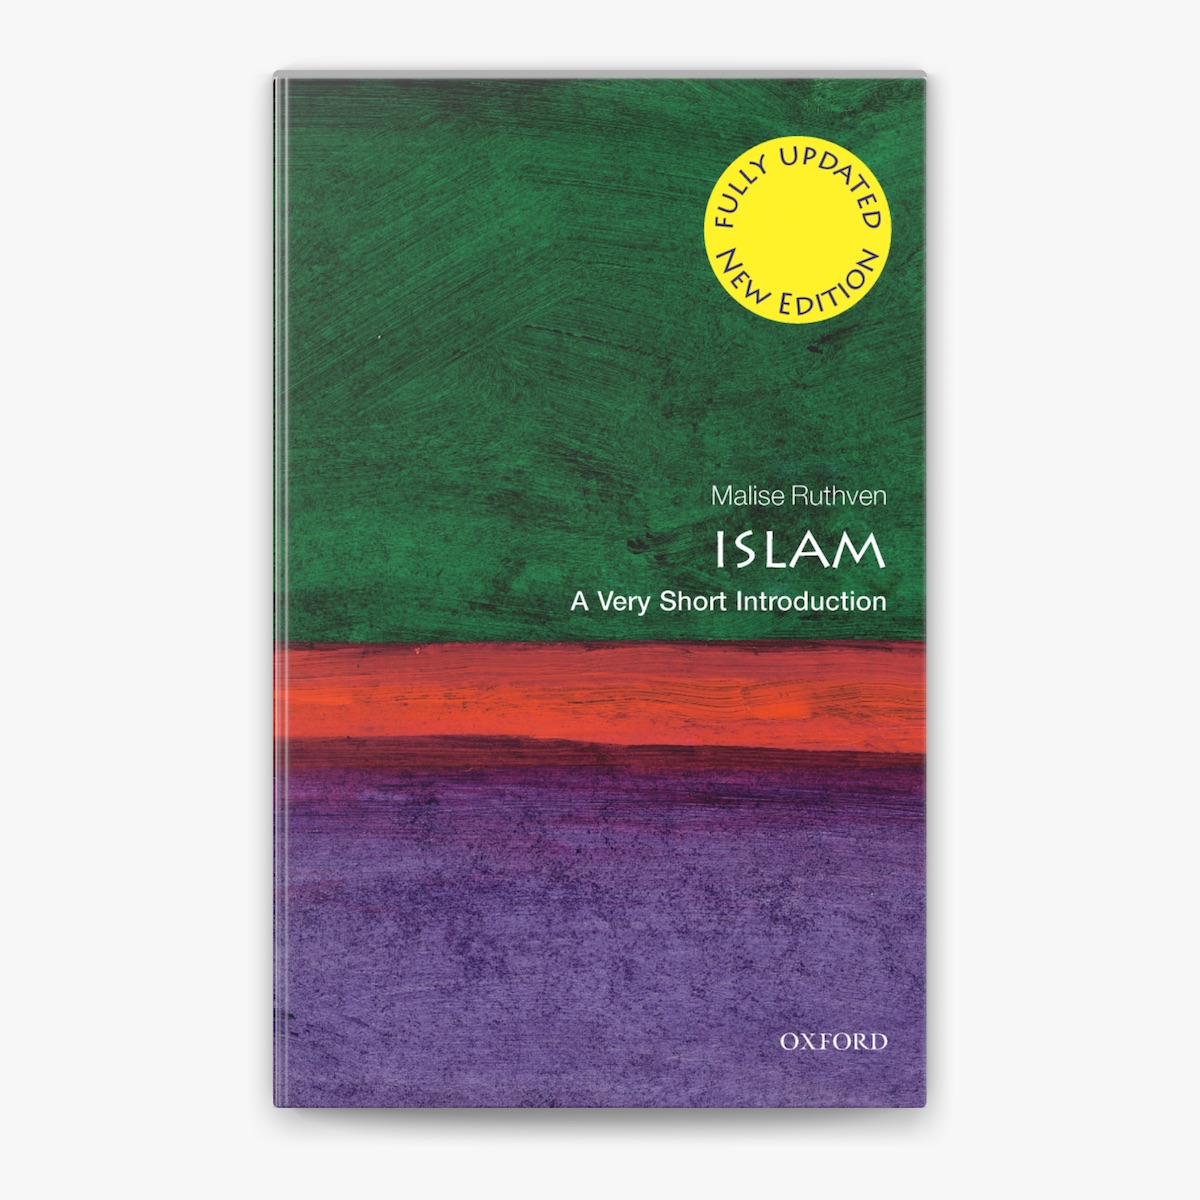 FULLY UPDATED
NEW EDITION
Malise Ruthven
ISLAM
A Very Short Introduction
OXFORD